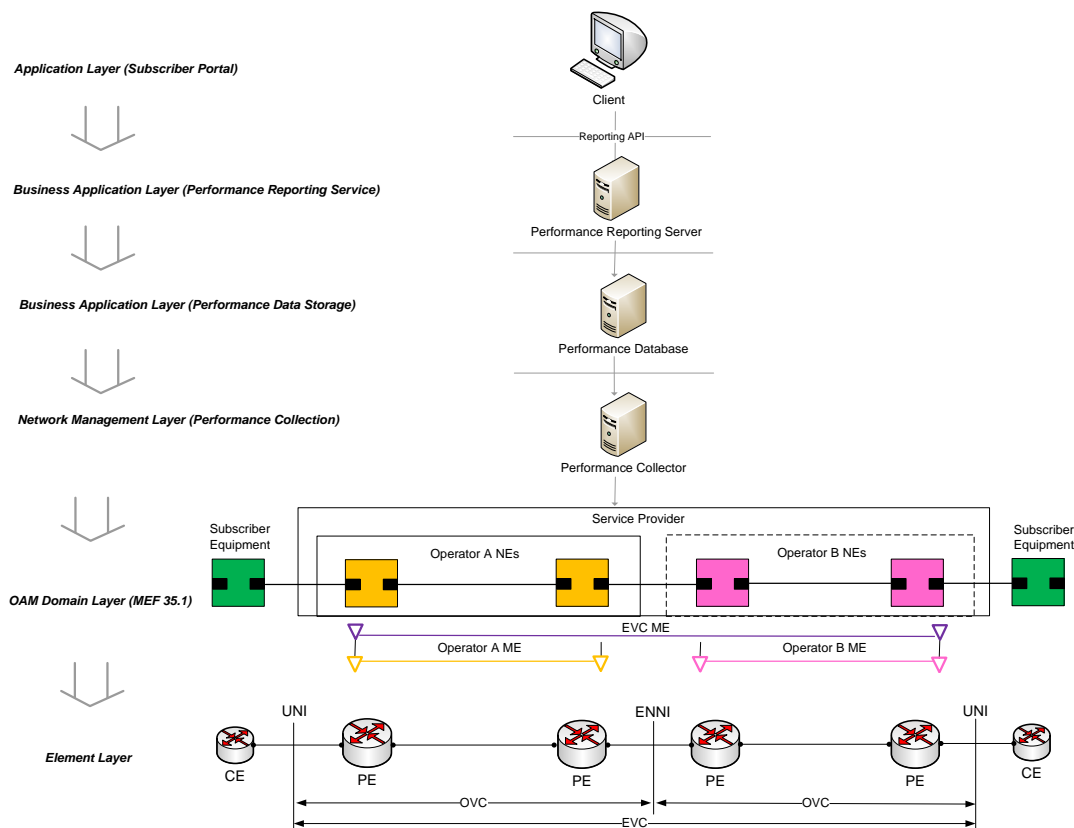 Application Layer (Subscriber Portal)
Client
Reporting API
Business Application Layer (Performance Reporting Service)
Performance Reporting Server
Business Application Layer (Performance Data Storage)
Performance Database
Network Management Layer (Performance Collection)
Performance Collector
Service Provider
Subscriber
Equipment
Operator A NEs
Operator B NEs
Subscriber
Equipment
OAM Domain Layer (MEF 35.1)
EVC ME
Operator A ME
Operator B ME
UNI
ENNI
UNI
Element Layer
CE
PE
PE
PE
PE
CE
OVC
OVC
EVC